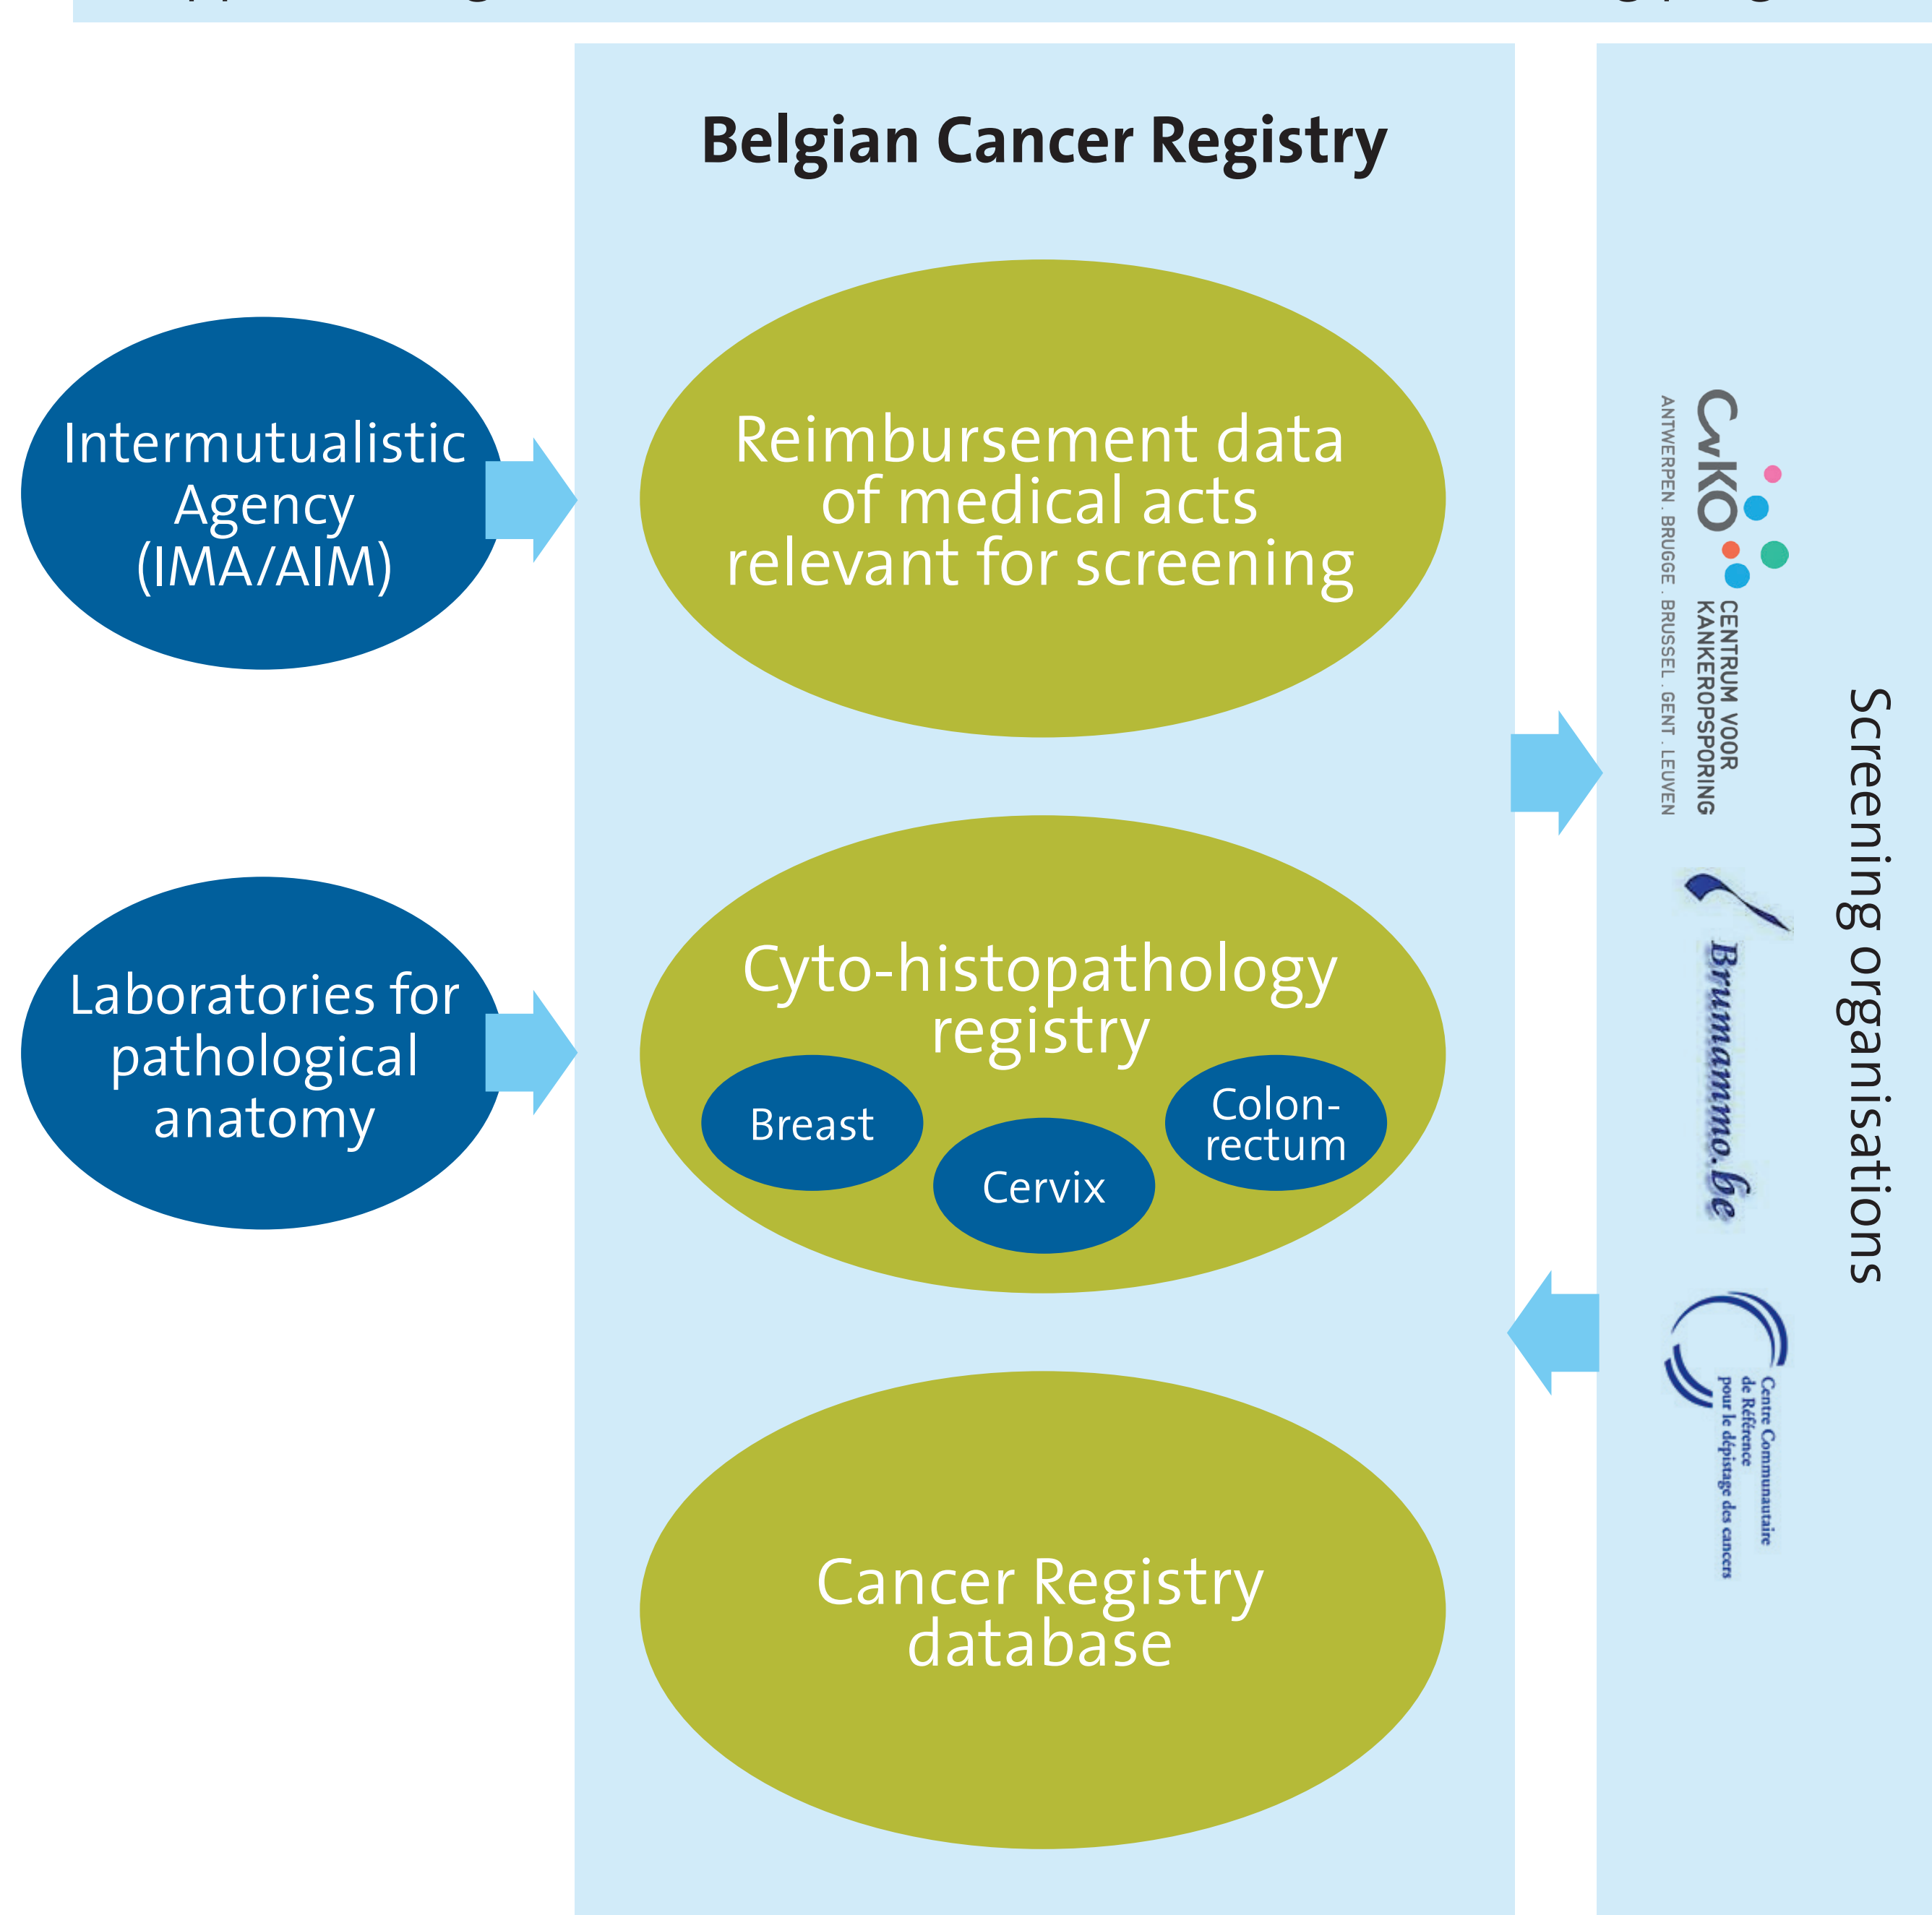 Belgian Cancer Registry
Intermutualistic
Agency
(IMA/AIM)
Reimbursement data
of medical acts
relevant for screening
Laboratories for
pathological
anatomy
Cyto-histopathology
registry
Breast
Cervix
Colon-
rectum
Cancer Registry
database
CvKO
CENTRUM VOOR
KANKEROPSPORING
ANTWERPEN . BRUGGE . BRUSSEL . GENT . LEUVEN
Brumammo.be
Centre Communautaire
de Référence
pour le dépistage des cancers
Screening organisations